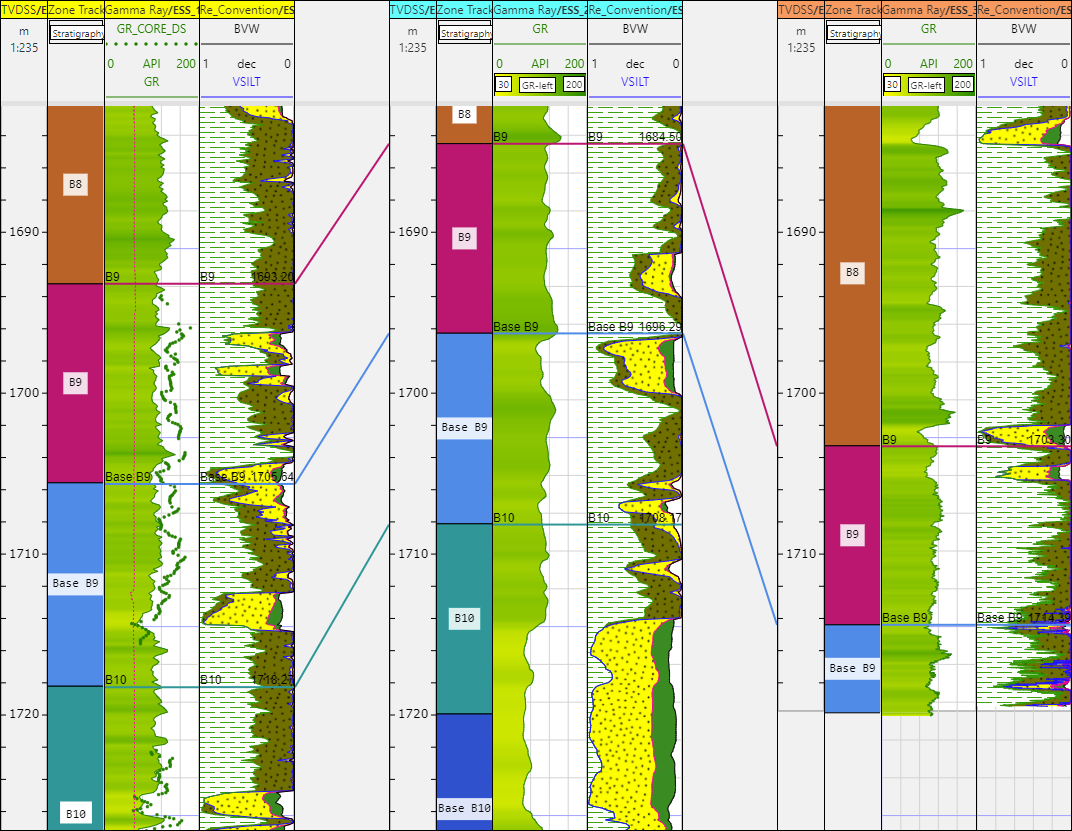 TVDSS/E Zone Track Gamma Ray/ESS_1 Re_Convention/ES
m Stratigraphy GR_CORE_DS BVW
1:235 0 API 200 1 dec 0
GR VSILT
B8
1690
B9 B9 1693.20
B9
1700
Base B9 Base B9 1705.64
1710
Base B9
B10 B10 1718.27
1720
B10
TVDSS/E Zone Track Gamma Ray/ESS_2 Re_Convention/ES
m Stratigraphy GR BVW
1:235 0 API 200 1 dec 0
30 GR-left 200 VSILT
B8
B9 B9 1684.50
1690
B9
Base B9 Base B9 1696.29
1700
Base B9
B10 B10 1708.17
1710
B10
1720
Base B10
TVDSS/E Zone Track Gamma Ray/ESS_3 Re_Convention/ES
m Stratigraphy GR BVW
1:235 0 API 200 1 dec 0
30 GR-left 200 VSILT
1690
B8
1700
B9 B9 1703.30
B9
1710
Base B9 Base B9 1714.39
Base B9
1720